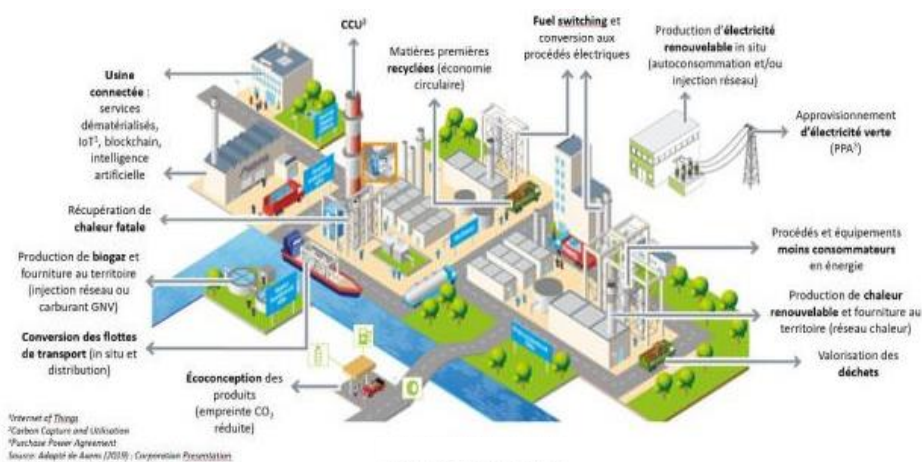 CCU²
Fuel switching et
conversion aux
procédés électriques
Production d'électricité
renouvelable in situ
(autoconsommation et/ou
injection réseau)
Matières premières
recyclées (économie
circulaire)
Usine
connectée :
services
dématérialisés,
IoT¹, blockchain,
intelligence
artificielle
Approvisionnement
d'électricité verte
(PPA³)
Récupération de
chaleur fatale
Procédés et équipements
moins consommateurs
en énergie
Production de biogaz et
fourniture au territoire
(injection réseau ou
carburant GNV)
Production de chaleur
renouvelable et fourniture au
territoire (réseau chaleur)
Conversion des flottes
de transport (in situ et
distribution)
Valorisation des
déchets
Écoconception des
produits
(empreinte CO₂
réduite)
¹Internet of Things
²Carbon Capture and Utilisation
³Purchase Power Agreement
Source: Adapté de Axens (2019) : Corporation Presentation